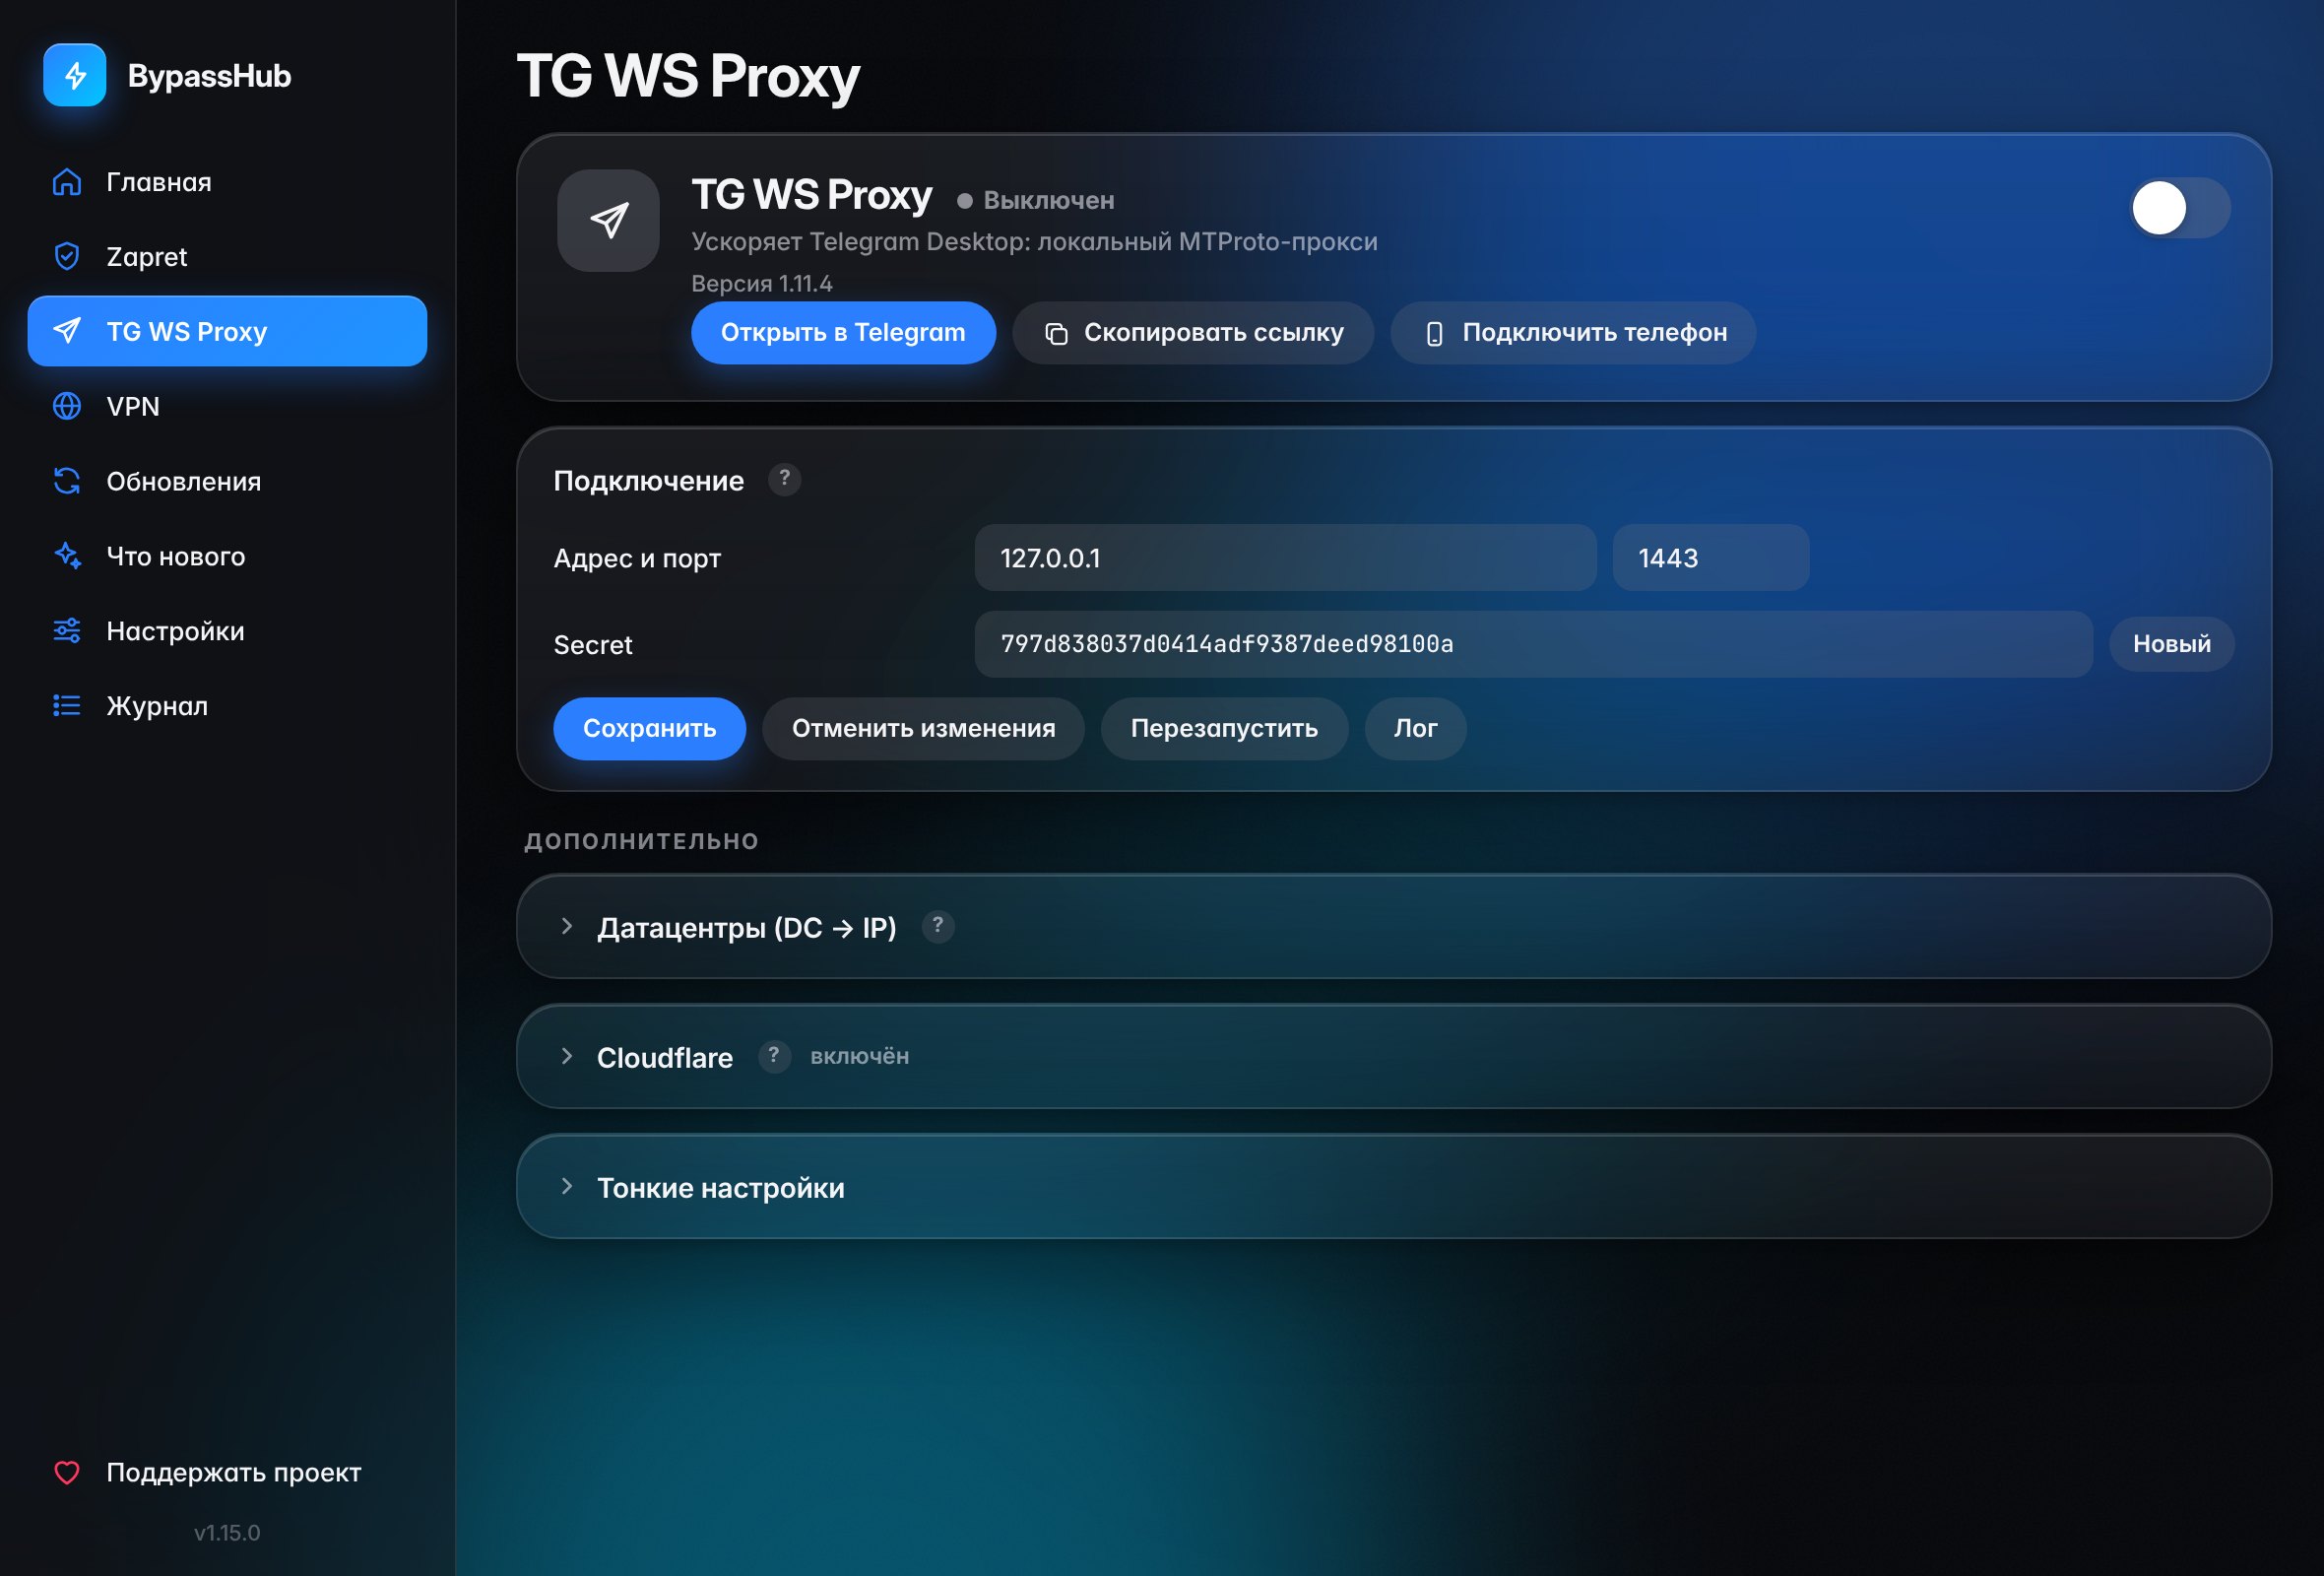 BypassHub
Главная
Zapret
TG WS Proxy
VPN
Обновления
Что нового
Настройки
Журнал
Поддержать проект
v1.15.0
TG WS Proxy
TG WS Proxy Выключен
Ускоряет Telegram Desktop: локальный MTProto-прокси
Версия 1.11.4
Открыть в Telegram Скопировать ссылку Подключить телефон
Подключение ?
Адрес и порт 127.0.0.1 1443
Secret 797d838037d0414adf9387deed98100a Новый
Сохранить Отменить изменения Перезапустить Лог
ДОПОЛНИТЕЛЬНО
Датацентры (DC → IP) ?
Cloudflare ? включён
Тонкие настройки